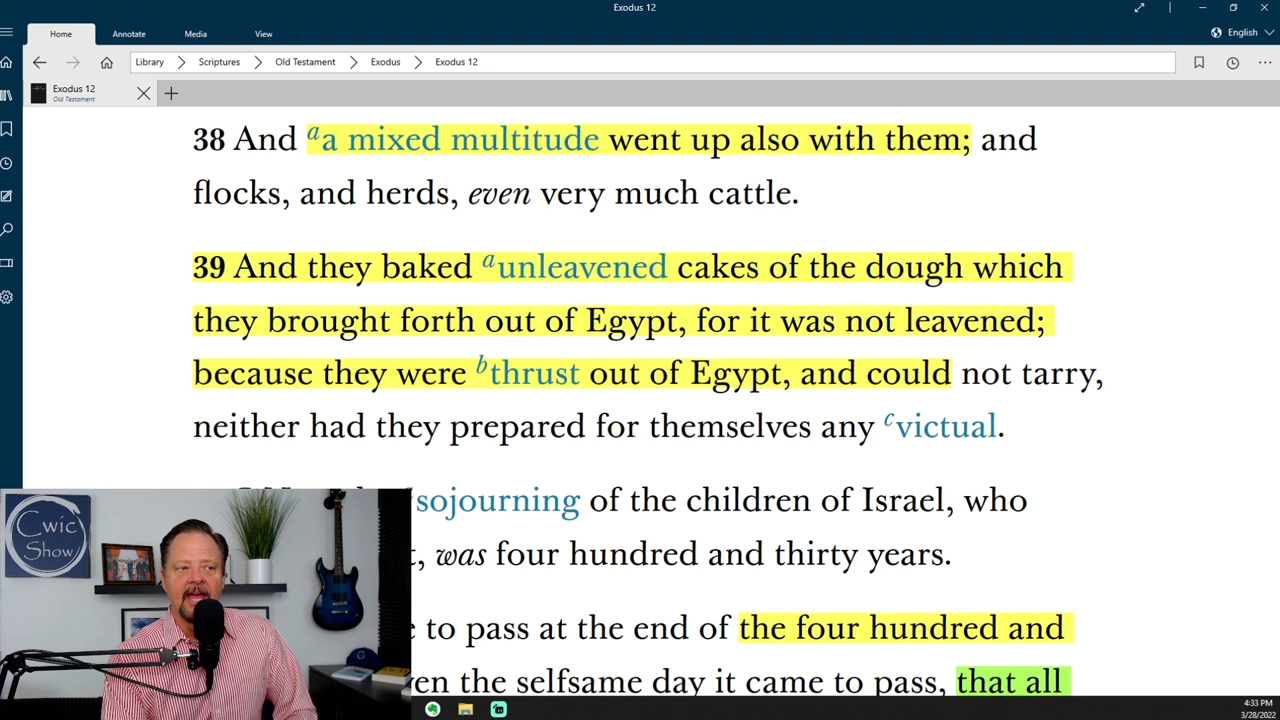 Exodus 12
Home Annotate Media View
English
Library Scriptures Old Testament Exodus Exodus 12
Exodus 12
Old Testament
38 And a a mixed multitude went up also with them; and
flocks, and herds, even very much cattle.
39 And they baked a unleavened cakes of the dough which
they brought forth out of Egypt, for it was not leavened;
because they were b thrust out of Egypt, and could not tarry,
neither had they prepared for themselves any c victual.
sojourning of the children of Israel, who
was four hundred and thirty years.
to pass at the end of the four hundred and
the selfsame day it came to pass, that all
Cwic
Show
4:33 PM
3/28/2022